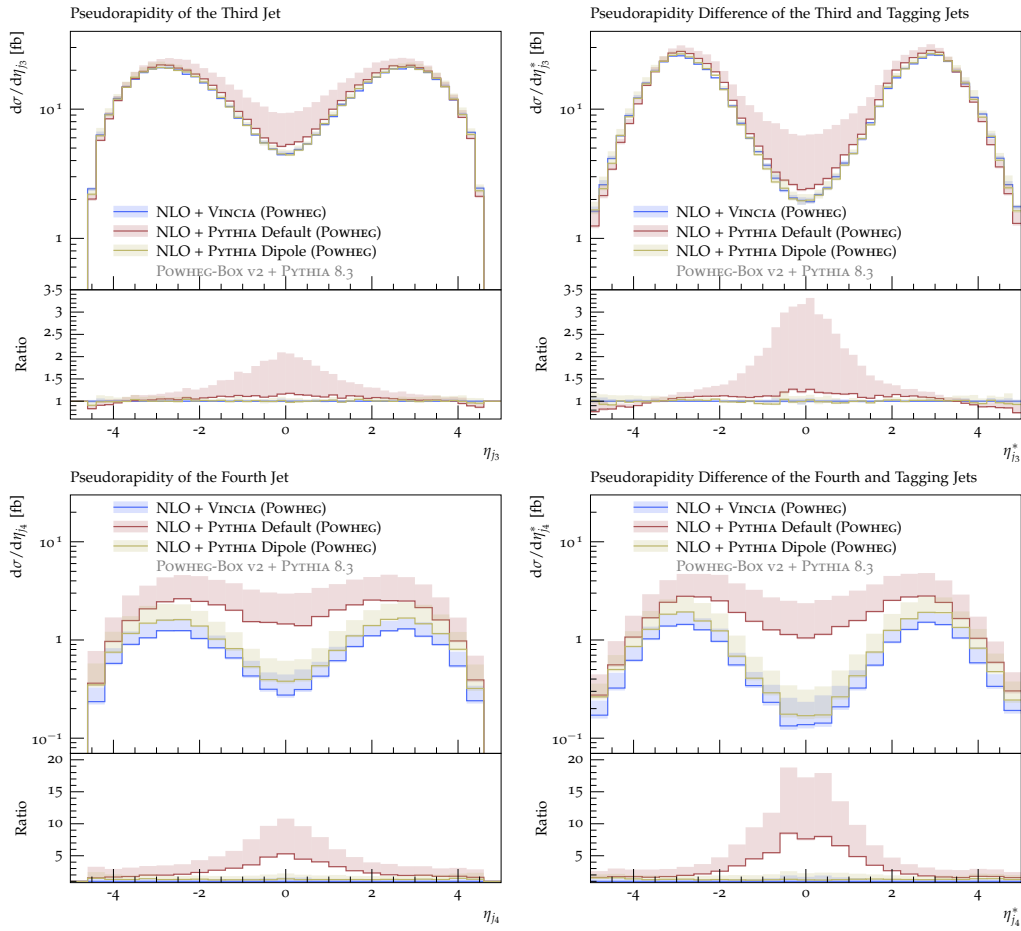 Pseudorapidity of the Third Jet
dσ/dη_{j3} [fb]
10^1
1
NLO + VINCIA (POWHEG)
NLO + PYTHIA Default (POWHEG)
NLO + PYTHIA Dipole (POWHEG)
POWHEG-BOX v2 + PYTHIA 8.3
Ratio
3.5
3
2.5
2
1.5
1
-4 -2 0 2 4
η_{j3}
Pseudorapidity Difference of the Third and Tagging Jets
dσ/dη*_{j3} [fb]
10^1
1
NLO + VINCIA (POWHEG)
NLO + PYTHIA Default (POWHEG)
NLO + PYTHIA Dipole (POWHEG)
POWHEG-BOX v2 + PYTHIA 8.3
Ratio
3.5
3
2.5
2
1.5
1
-4 -2 0 2 4
η*_{j3}
Pseudorapidity of the Fourth Jet
dσ/dη_{j4} [fb]
NLO + VINCIA (POWHEG)
NLO + PYTHIA Default (POWHEG)
NLO + PYTHIA Dipole (POWHEG)
POWHEG-BOX v2 + PYTHIA 8.3
10^1
1
10^{-1}
Ratio
20
15
10
5
-4 -2 0 2 4
η_{j4}
Pseudorapidity Difference of the Fourth and Tagging Jets
dσ/dη*_{j4} [fb]
NLO + VINCIA (POWHEG)
NLO + PYTHIA Default (POWHEG)
NLO + PYTHIA Dipole (POWHEG)
POWHEG-BOX v2 + PYTHIA 8.3
10^1
1
10^{-1}
Ratio
20
15
10
5
-4 -2 0 2 4
η*_{j4}